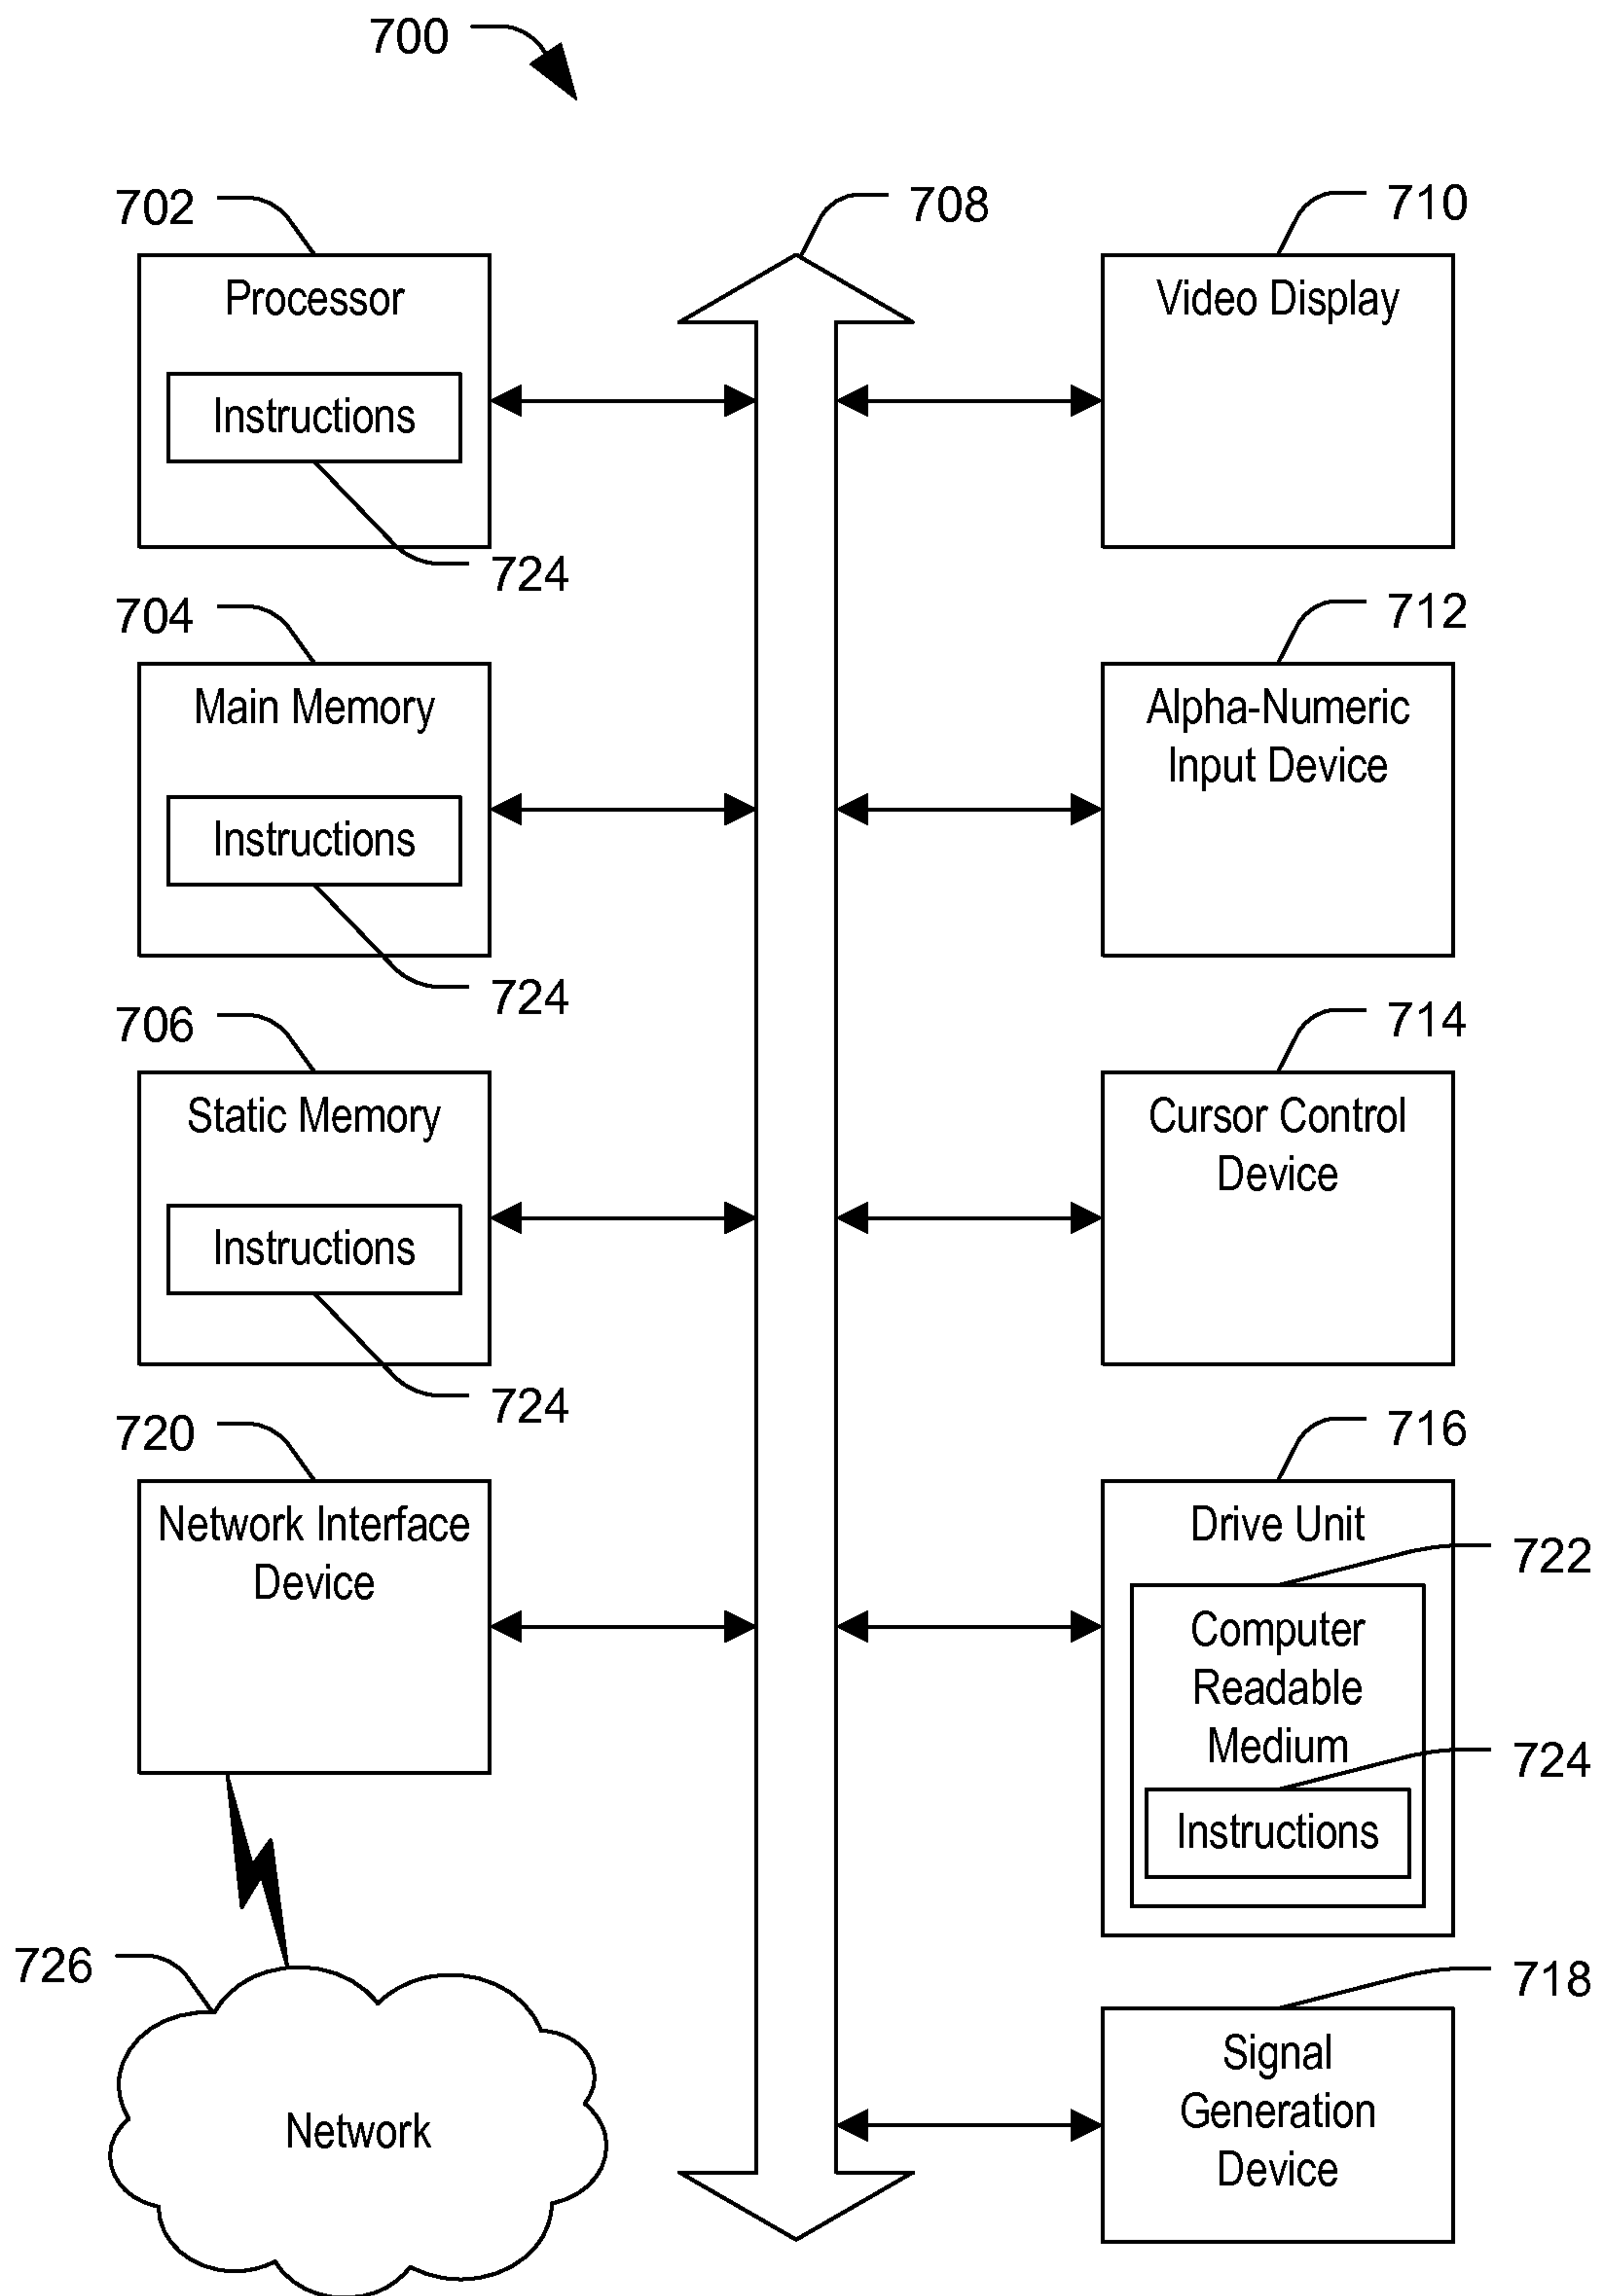 700
702
Processor
Instructions
724
704
Main Memory
Instructions
724
706
Static Memory
Instructions
724
720
Network Interface
Device
726
Network
708
710
Video Display
712
Alpha-Numeric
Input Device
714
Cursor Control
Device
716
Drive Unit
722
Computer
Readable
Medium
724
Instructions
718
Signal
Generation
Device